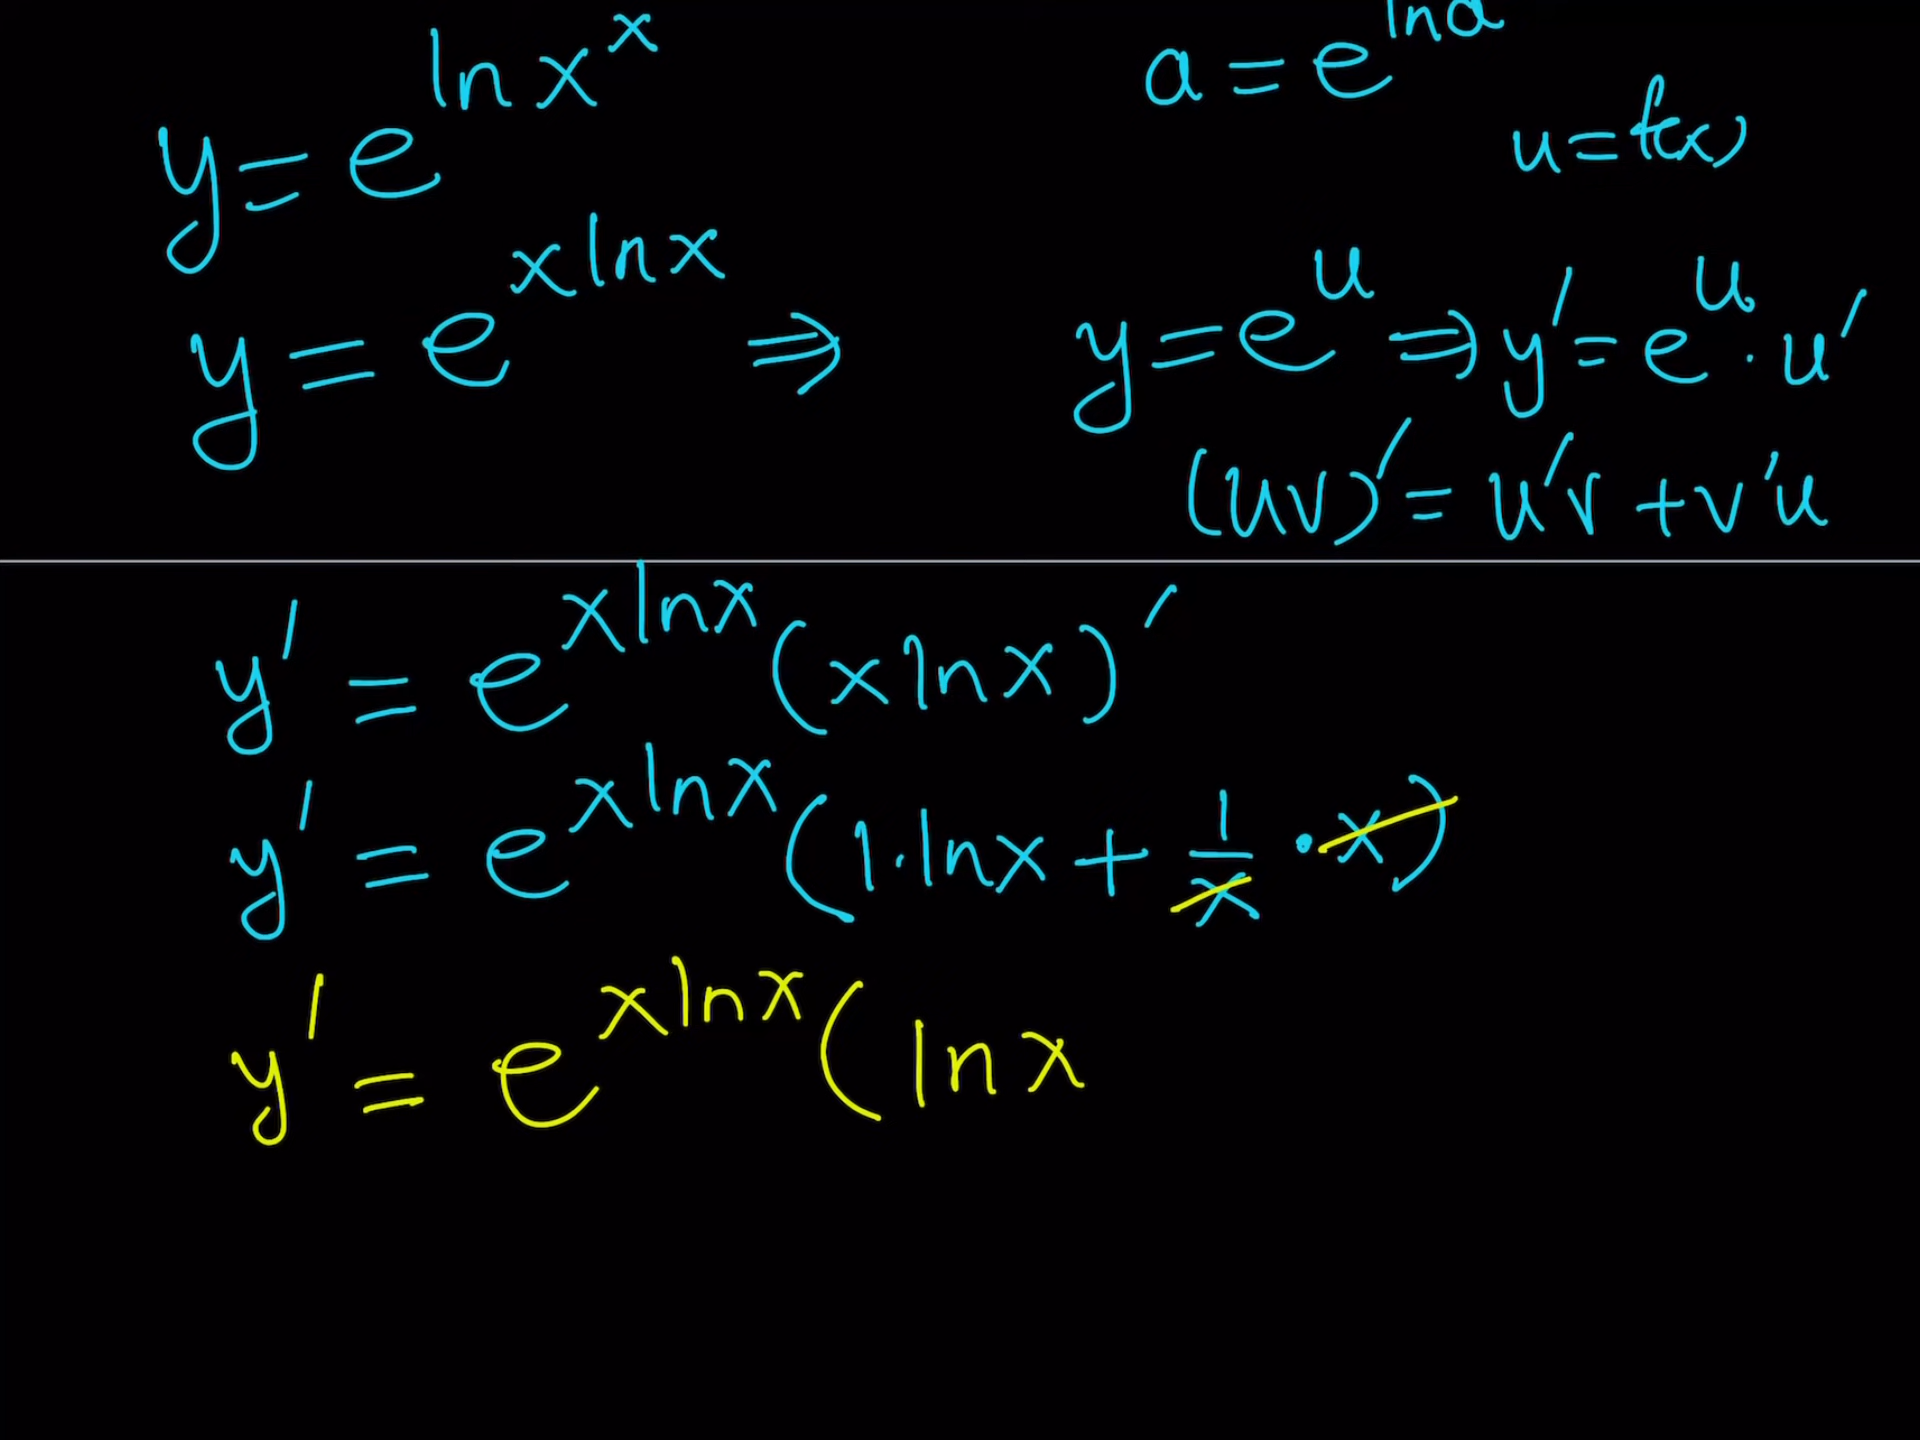 y = e^{ln x^x}
a = e^{ln a}
u = f(x)
y = e^{x ln x} ⇒
y = e^u ⇒ y' = e^u · u'
(uv)' = u'v + v'u
y' = e^{x ln x} (x ln x)'
y' = e^{x ln x} (1 · ln x + 1/x · x)
y' = e^{x ln x} ( ln x